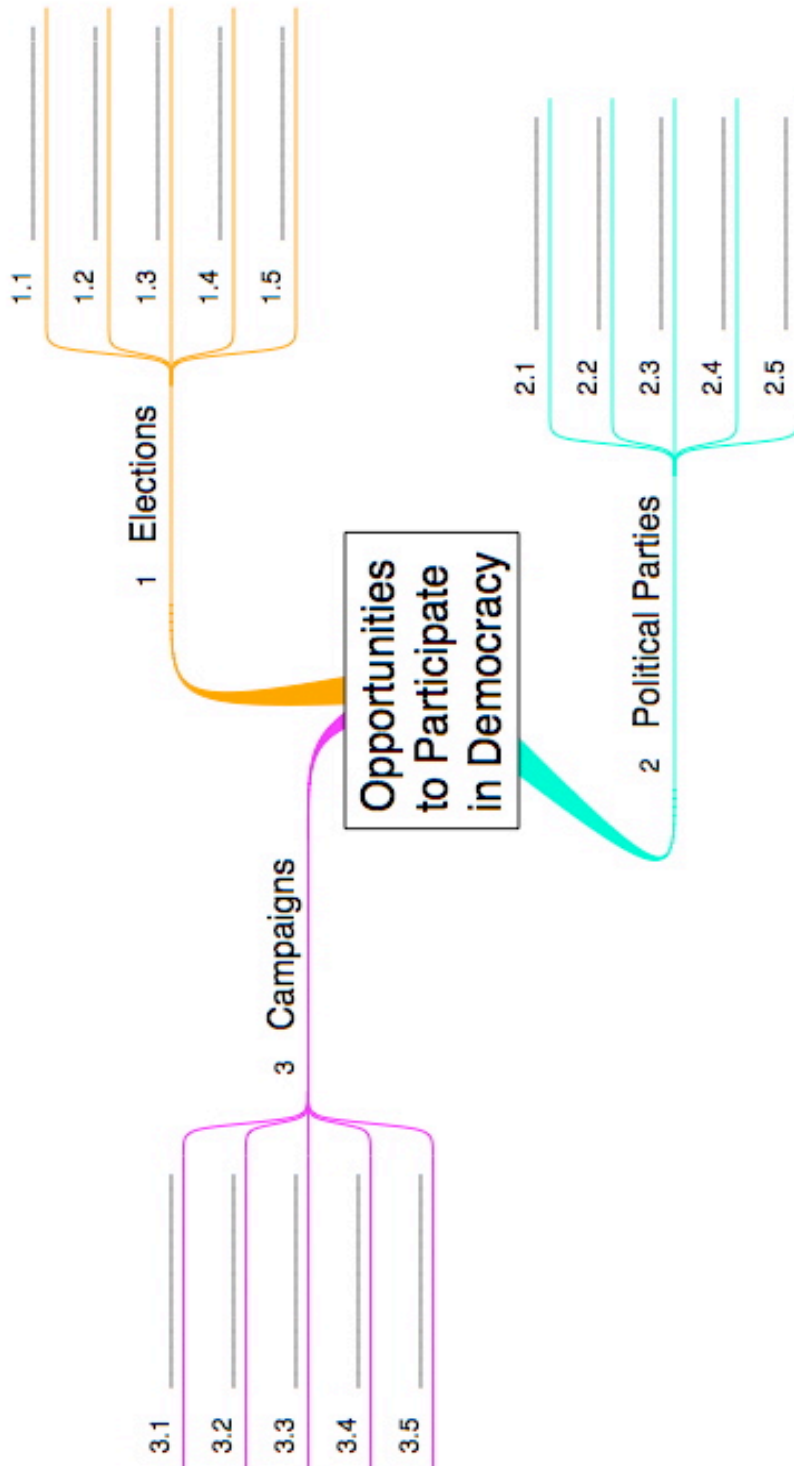 Opportunities
to Participate
in Democracy
1 Elections
1.1
1.2
1.3
1.4
1.5
2 Political Parties
2.1
2.2
2.3
2.4
2.5
3 Campaigns
3.1
3.2
3.3
3.4
3.5